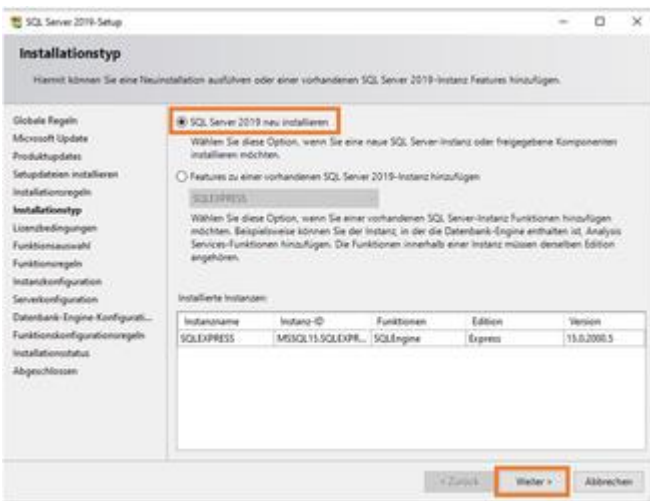 SQL Server 2019-Setup
Installationstyp
Hiermit können Sie eine Neuinstallation ausführen oder einer vorhandenen SQL Server 2019-Instanz Features hinzufügen.
Globale Regeln
Microsoft Update
Produktupdates
Setupdateien installieren
Installationsregeln
Installationstyp
Lizenzbedingungen
Funktionsauswahl
Funktionsregeln
Instanzkonfiguration
Serverkonfiguration
Datenbank-Engine-Konfigurati...
Funktionskonfigurationsregeln
Installationsstatus
Abgeschlossen
SQL Server 2019 neu installieren
Wählen Sie diese Option, wenn Sie eine neue SQL Server-Instanz oder freigegebene Komponenten
installieren möchten.
Features zu einer vorhandenen SQL Server 2019-Instanz hinzufügen
SQLEXPRESS
Wählen Sie diese Option, wenn Sie einer vorhandenen SQL Server-Instanz Funktionen hinzufügen
möchten. Beispielsweise können Sie der Instanz, in der die Datenbank-Engine enthalten ist, Analysis
Services-Funktionen hinzufügen. Die Funktionen innerhalb einer Instanz müssen derselben Edition
angehören.
Installierte Instanzen:
Instanzname Instanz-ID Funktionen Edition Version
SQLEXPRESS MSSQL15.SQLEXPR... SQLEngine Express 15.0.2000.5
< Zurück Weiter > Abbrechen